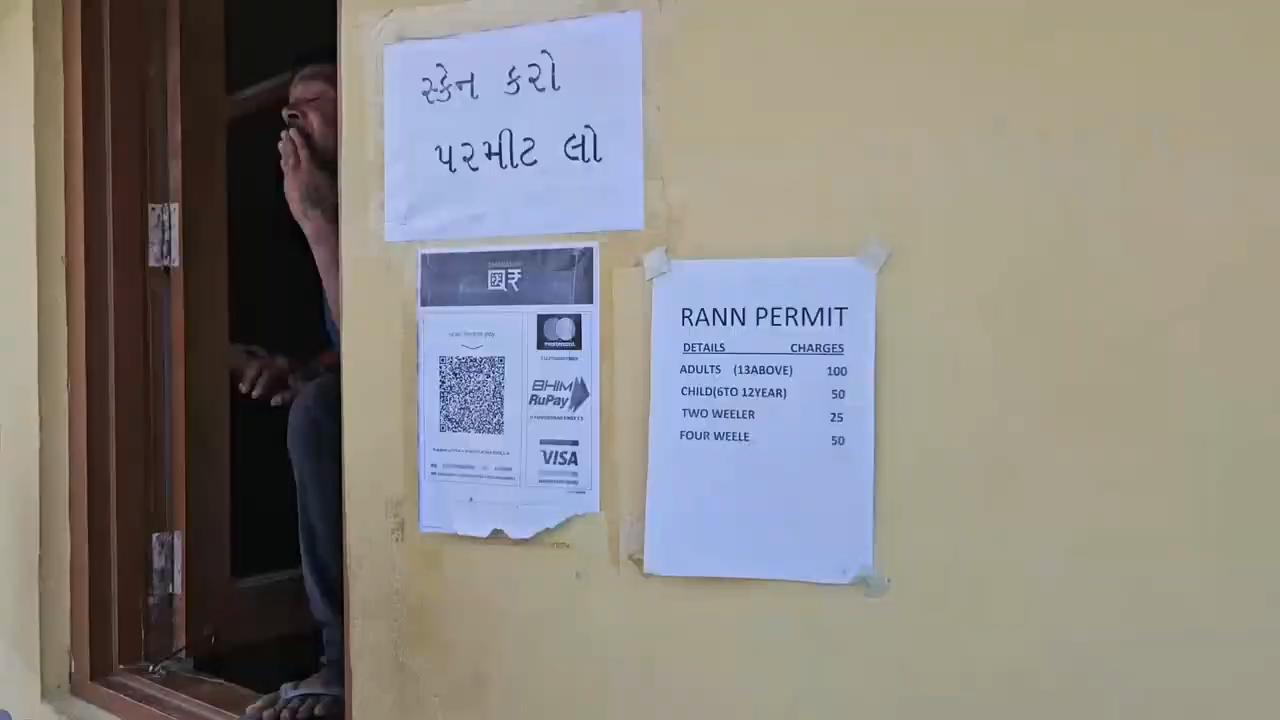 સ્કેન કરો
પરમીટ લો
mastercard
BHIM
RuPay
VISA
RANN PERMIT
DETAILS CHARGES
ADULTS (13ABOVE) 100
CHILD(6TO 12YEAR) 50
TWO WEELER 25
FOUR WEELE 50